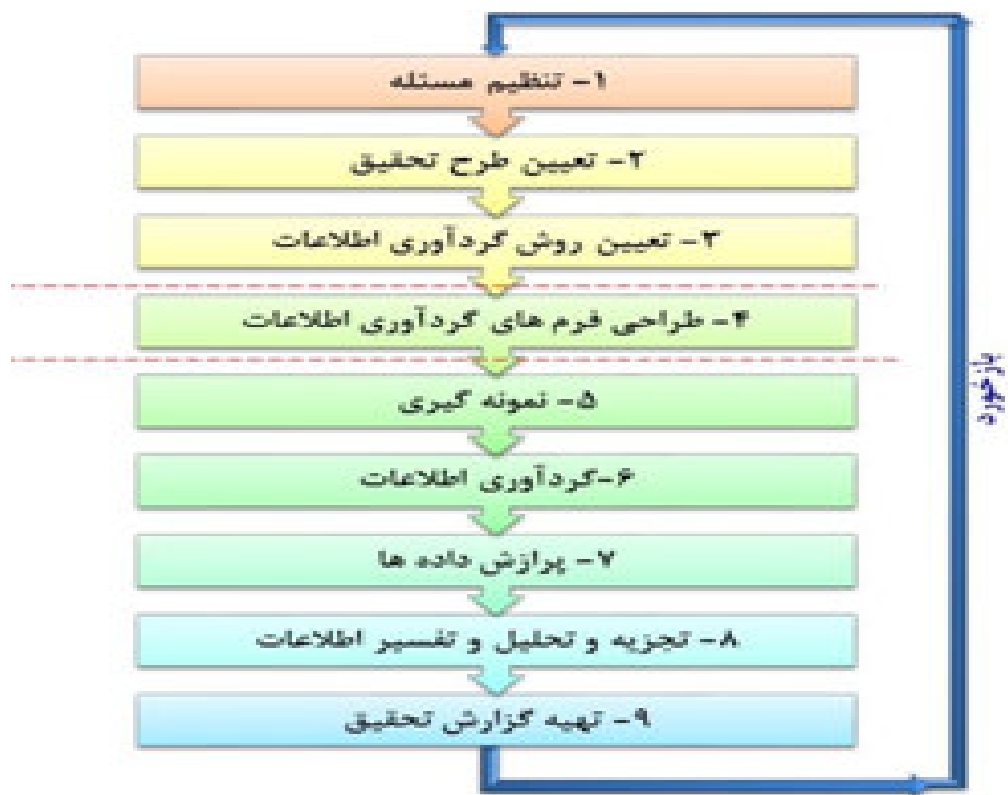 ۱- تنظیم مسئله
۲- تعیین طرح تحقیق
۳- تعیین روش گردآوری اطلاعات
۴- طراحی فرم های گردآوری اطلاعات
۵- نمونه گیری
۶-گردآوری اطلاعات
۷- پرازش داده ها
۸- تجزیه و تحلیل و تفسیر اطلاعات
۹- تهیه گزارش تحقیق
بازخورد